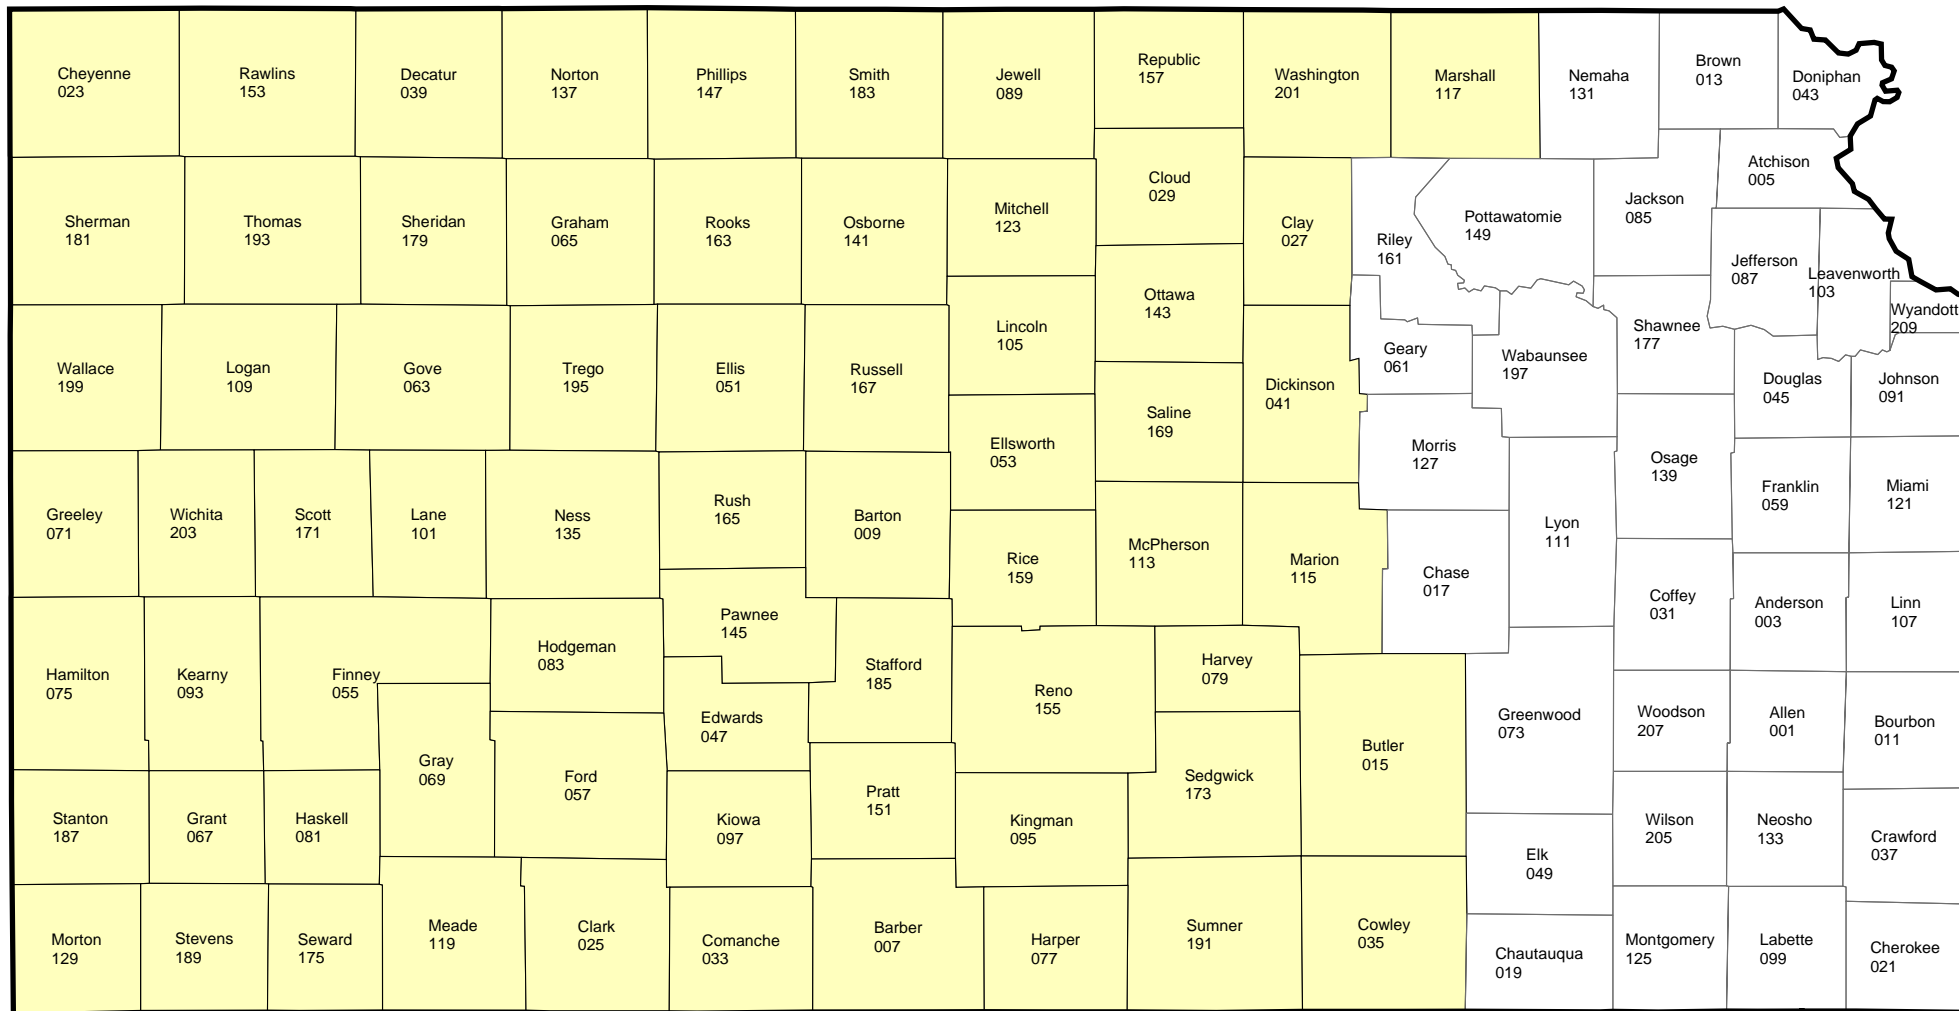 Cheyenne
023
Rawlins
153
Decatur
039
Norton
137
Phillips
147
Smith
183
Jewell
089
Republic
157
Washington
201
Marshall
117
Nemaha
131
Brown
013
Doniphan
043
Sherman
181
Thomas
193
Sheridan
179
Graham
065
Rooks
163
Osborne
141
Mitchell
123
Cloud
029
Clay
027
Riley
161
Pottawatomie
149
Jackson
085
Atchison
005
Jefferson
087
Leavenworth
103
Wyandott
209
Lincoln
105
Ottawa
143
Wallace
199
Logan
109
Gove
063
Trego
195
Ellis
051
Russell
167
Dickinson
041
Geary
061
Wabaunsee
197
Shawnee
177
Douglas
045
Johnson
091
Ellsworth
053
Saline
169
Morris
127
Osage
139
Franklin
059
Miami
121
Greeley
071
Wichita
203
Scott
171
Lane
101
Ness
135
Rush
165
Barton
009
Rice
159
McPherson
113
Marion
115
Chase
017
Lyon
111
Coffey
031
Anderson
003
Linn
107
Hamilton
075
Kearny
093
Finney
055
Hodgeman
083
Pawnee
145
Stafford
185
Reno
155
Harvey
079
Edwards
047
Gray
069
Ford
057
Greenwood
073
Woodson
207
Allen
001
Bourbon
011
Butler
015
Sedgwick
173
Pratt
151
Kiowa
097
Kingman
095
Stanton
187
Grant
067
Haskell
081
Elk
049
Wilson
205
Neosho
133
Crawford
037
Morton
129
Stevens
189
Seward
175
Meade
119
Clark
025
Comanche
033
Barber
007
Harper
077
Sumner
191
Cowley
035
Chautauqua
019
Montgomery
125
Labette
099
Cherokee
021